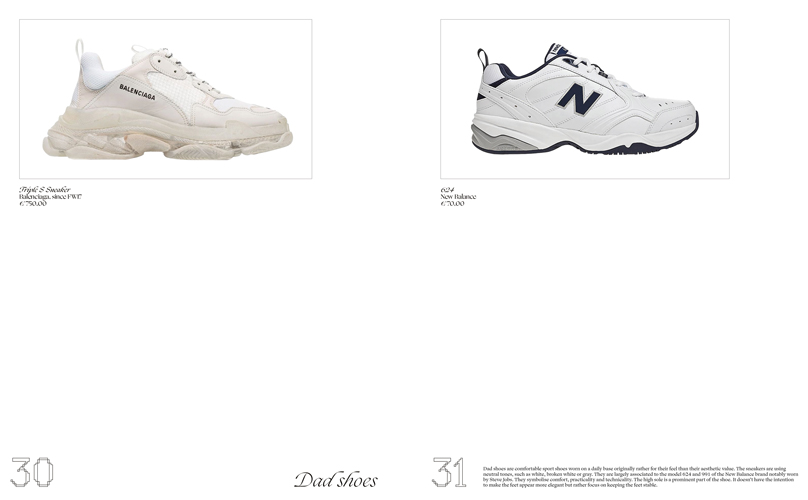 BALENCIAGA
Triple S Sneaker
Balenciaga, since FW17
€750,00
30
Dad shoes
N
624
New Balance
€70,00
31
Dad shoes are comfortable sport shoes worn on a daily base originally rather for their feel than their aesthetic value. The sneakers are using
neutral tones, such as white, broken white or gray. They are largely associated to the model 624 and 991 of the New Balance brand notably worn
by Steve Jobs. They symbolise comfort, practicality and technicality. The high sole is a prominent part of the shoe. It doesn't have the intention
to make the feet appear more elegant but rather focus on keeping the feet stable.